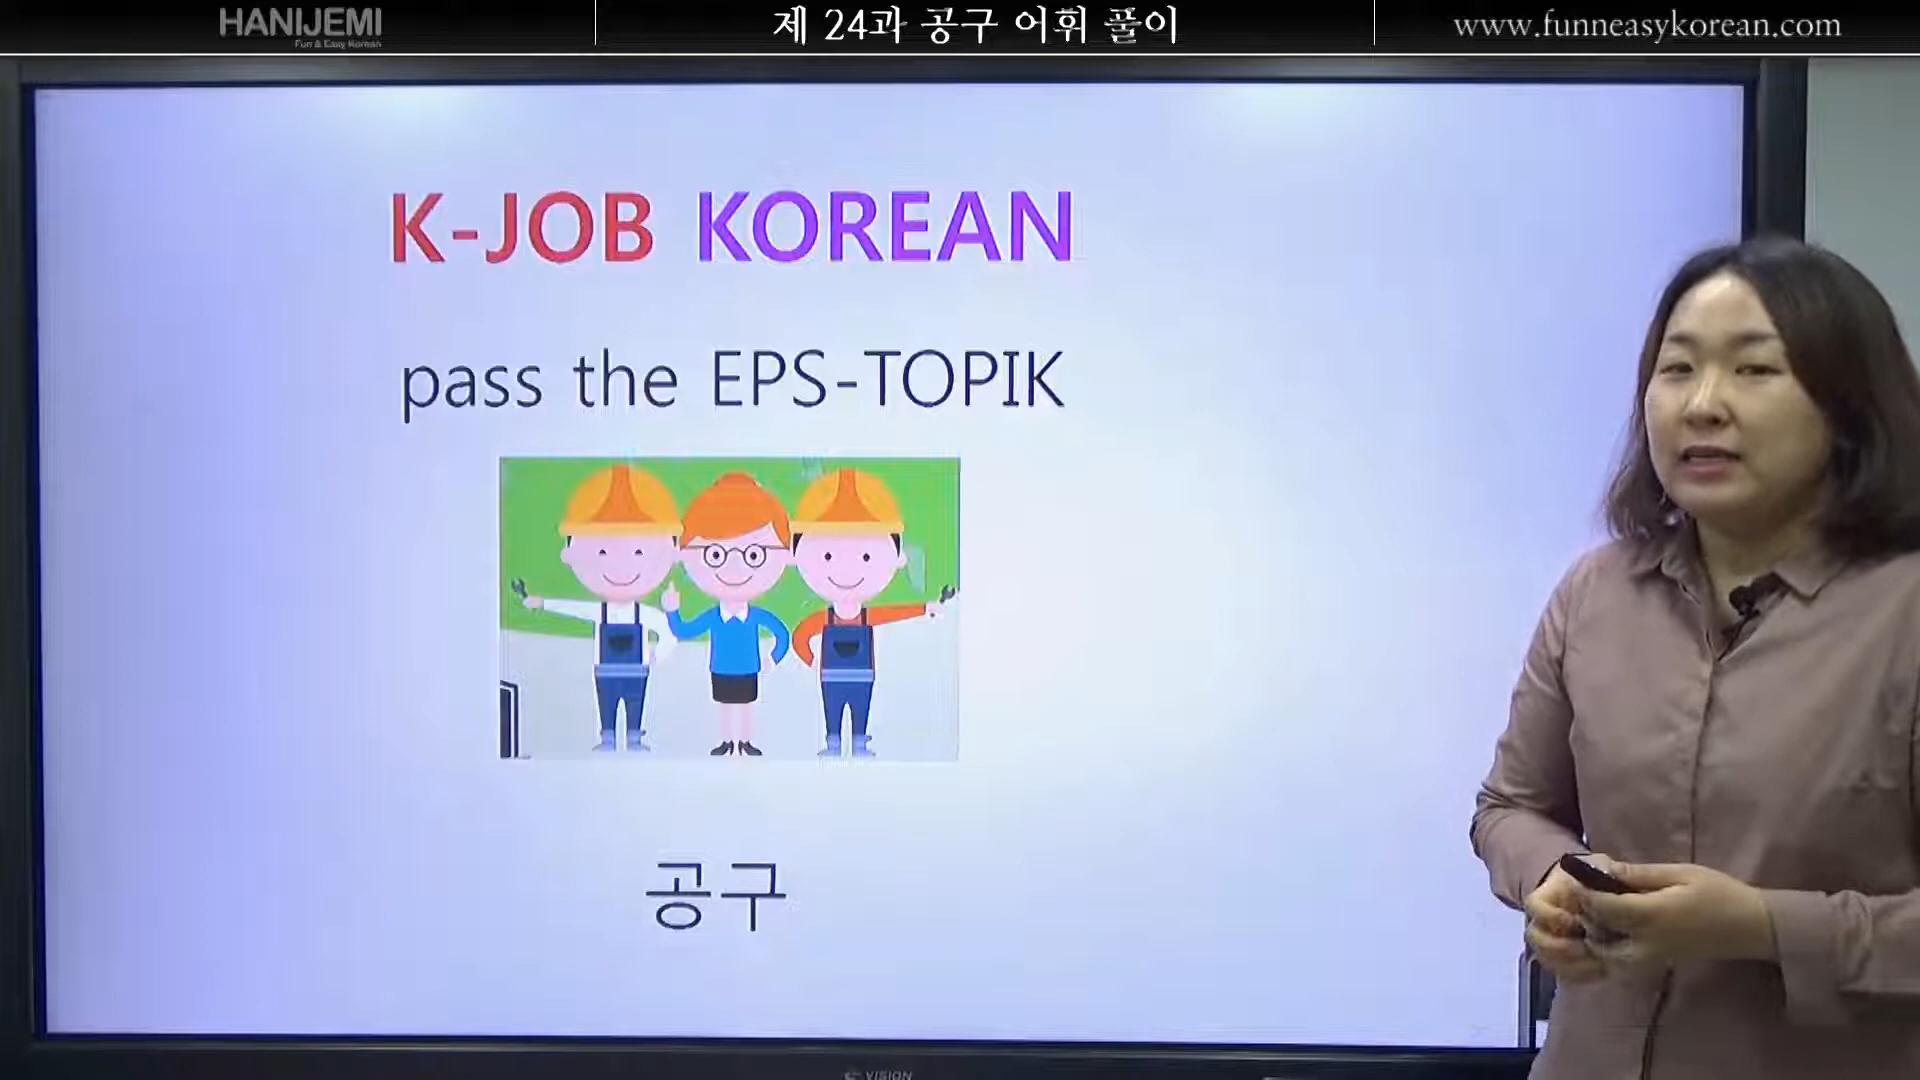 HANIJEMI
Fun & Easy Korean
제 24과 공구 어휘 풀이
www.funneasykorean.com
K-JOB KOREAN
pass the EPS-TOPIK
공구
VISION